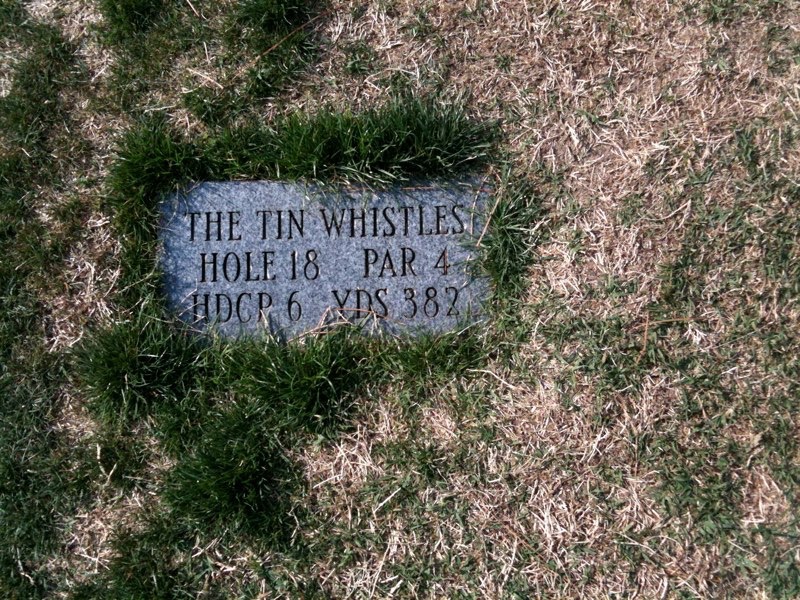 THE TIN WHISTLES
HOLE 18 PAR 4
HDCP 6 YDS 382